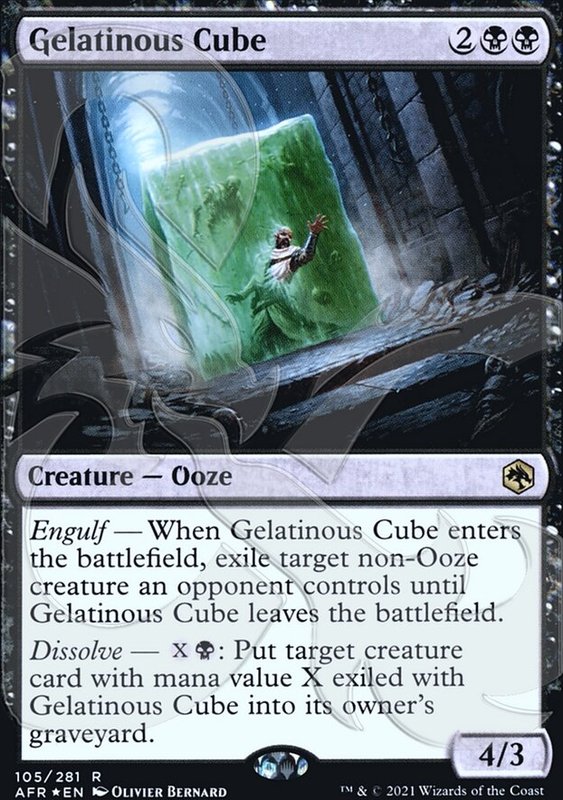 Gelatinous Cube 2
Creature — Ooze
Engulf — When Gelatinous Cube enters
the battlefield, exile target non-Ooze
creature an opponent controls until
Gelatinous Cube leaves the battlefield.
Dissolve — X : Put target creature
card with mana value X exiled with
Gelatinous Cube into its owner's
graveyard.
4/3
105/281 R
AFR ★ EN Olivier Bernard
™ & © 2021 Wizards of the Coast